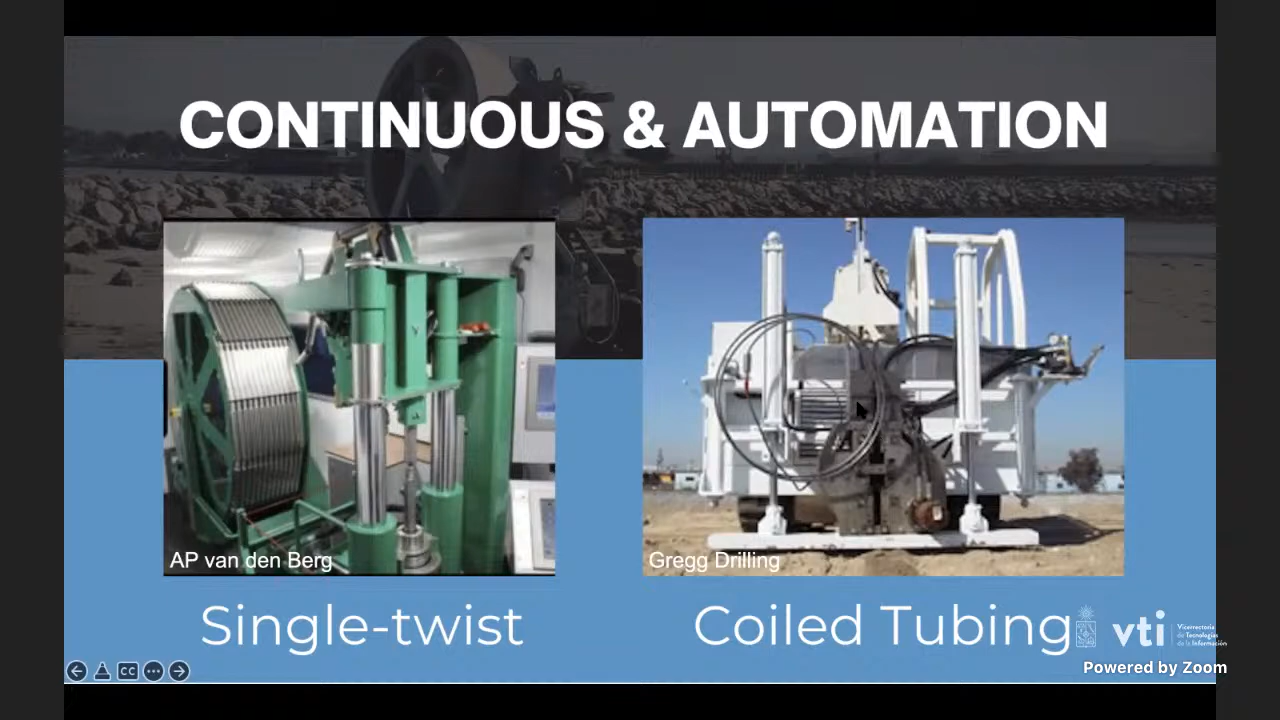 CONTINUOUS & AUTOMATION
AP van den Berg
Gregg Drilling
Single-twist
Coiled Tubing
vti
Vicerrectoría
de Tecnologías
de la Información
CC
Powered by Zoom